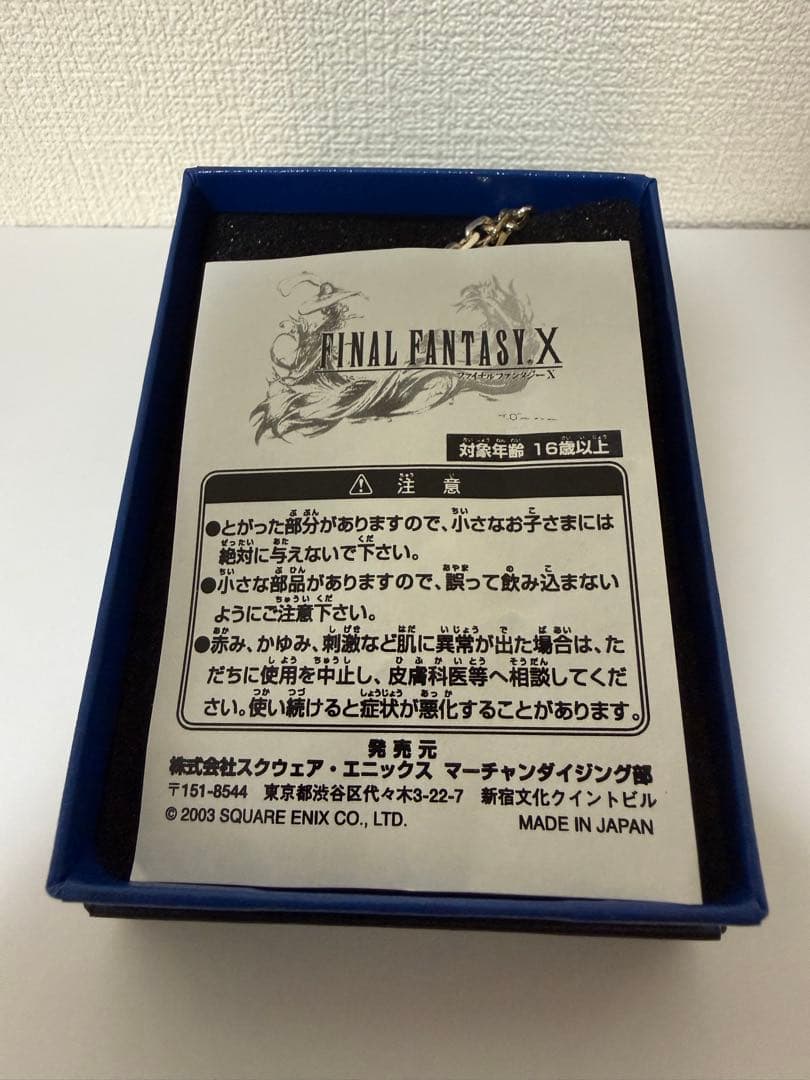 FINAL FANTASY X
ファイナルファンタジーX
対象年齢 16歳以上
⚠ 注意
●とがった部分がありますので、小さなお子さまには
絶対に与えないで下さい。
●小さな部品がありますので、誤って飲み込まない
ようにご注意下さい。
●赤み、かゆみ、刺激など肌に異常が出た場合は、た
だちに使用を中止し、皮膚科医等へ相談してくだ
さい。使い続けると症状が悪化することがあります。
発売元
株式会社スクウェア・エニックス マーチャンダイジング部
〒151-8544 東京都渋谷区代々木3-22-7 新宿文化クイントビル
© 2003 SQUARE ENIX CO., LTD. MADE IN JAPAN